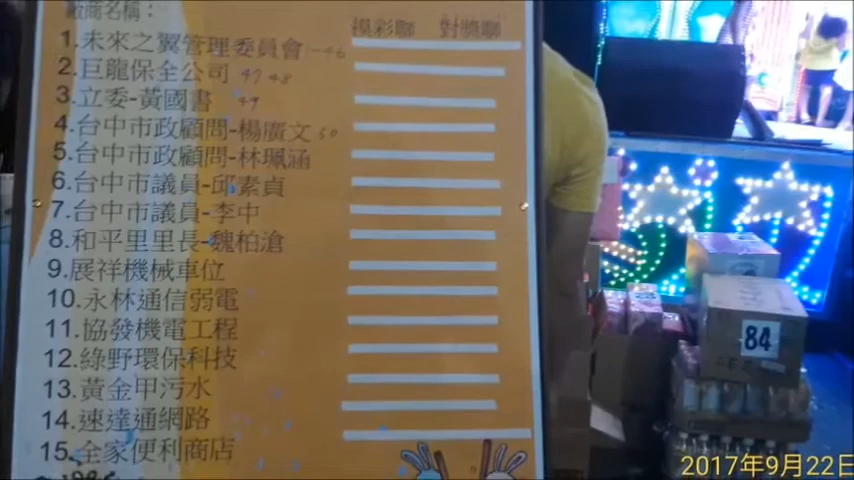 廠商名稱：
摸彩聯 對獎聯
1.未來之翼管理委員會 -46
2.巨龍保全公司 47 48
3.立委-黃國書 49
4.台中市政顧問-楊廣文 50
5.台中市政顧問-林珮涵
6.台中市議員-邱素貞
7.台中市議員-李中
8.和平里里長-魏柏滄
9.展祥機械車位
10.永林通信弱電
11.協發機電工程
12.綠野環保科技
13.黃金甲污水
14.速達通網路
15.全家便利商店
84
2017年9月22日